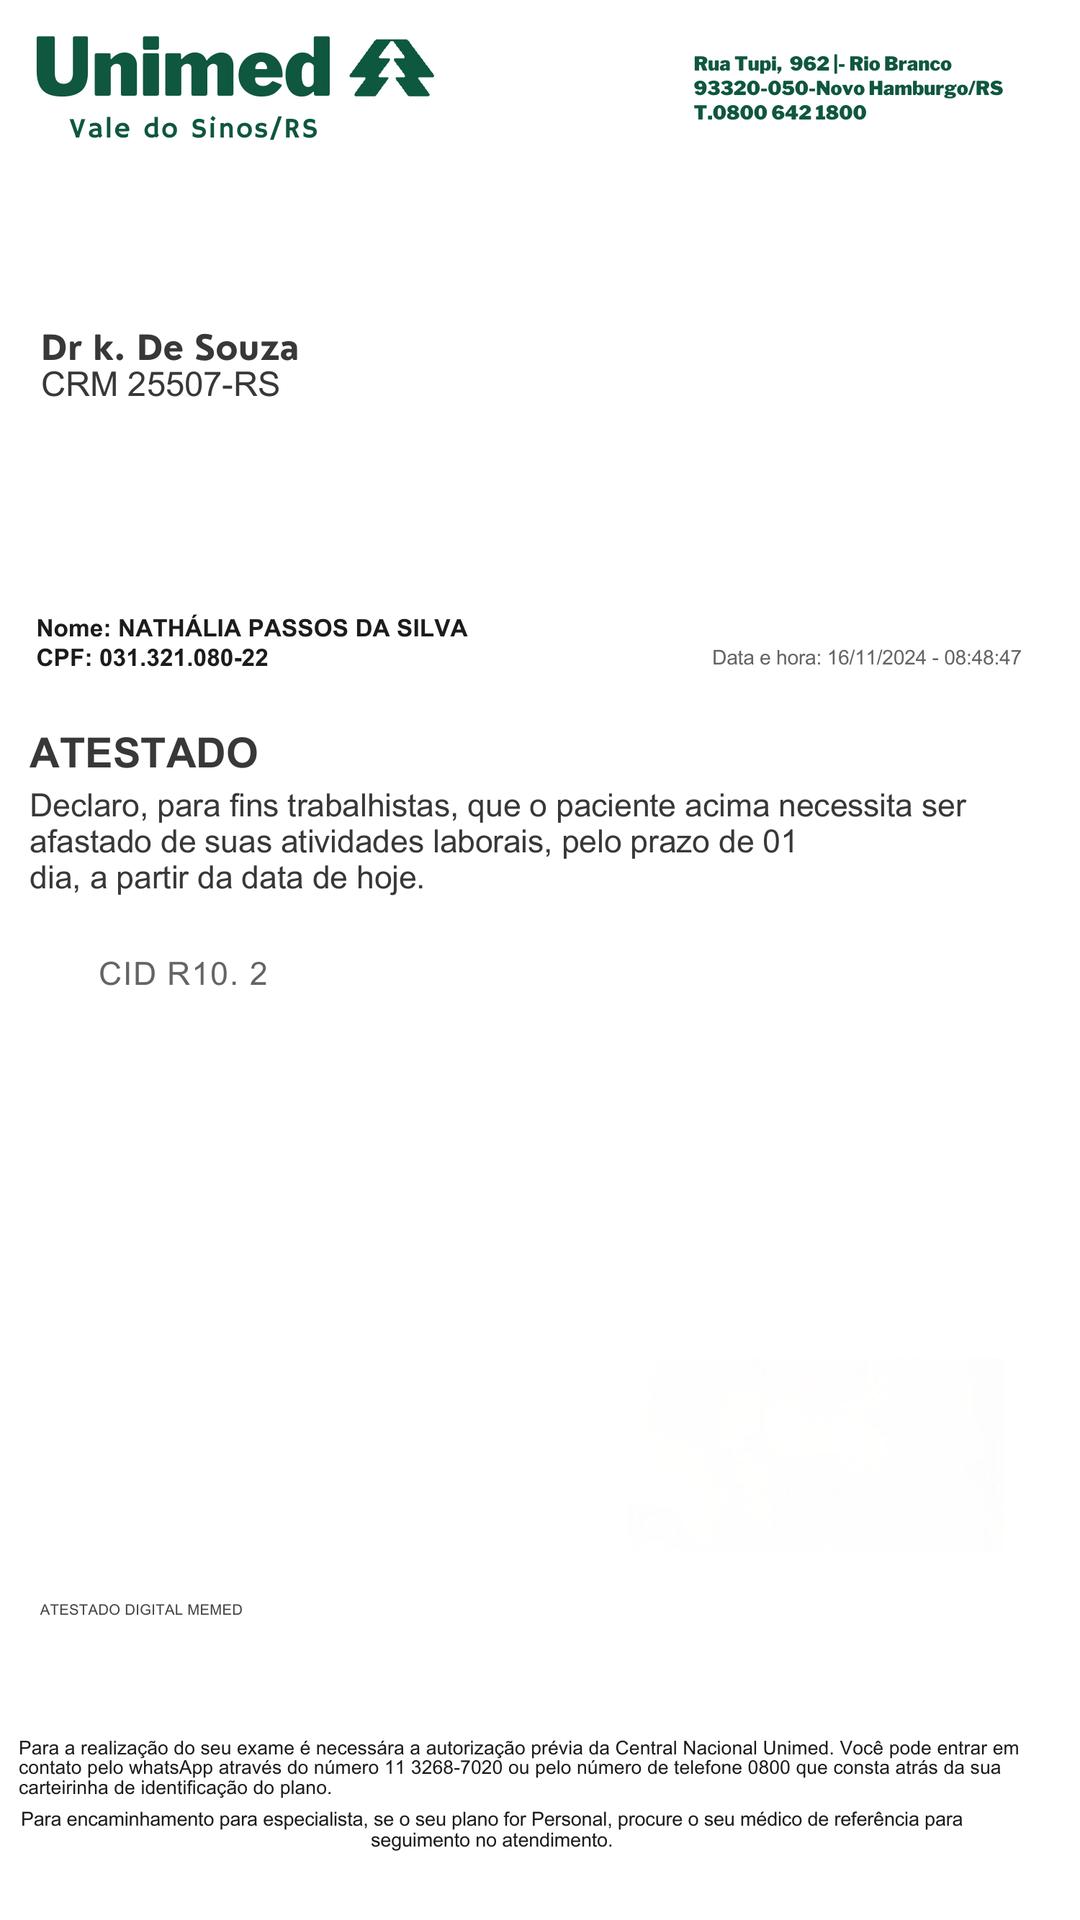 Unimed
Vale do Sinos/RS
Rua Tupi, 962 |- Rio Branco
93320-050-Novo Hamburgo/RS
T.0800 642 1800
Dr k. De Souza
CRM 25507-RS
Nome: NATHÁLIA PASSOS DA SILVA
CPF: 031.321.080-22
Data e hora: 16/11/2024 - 08:48:47
ATESTADO
Declaro, para fins trabalhistas, que o paciente acima necessita ser
afastado de suas atividades laborais, pelo prazo de 01
dia, a partir da data de hoje.
CID R10. 2
ATESTADO DIGITAL MEMED
Para a realização do seu exame é necessára a autorização prévia da Central Nacional Unimed. Você pode entrar em
contato pelo whatsApp através do número 11 3268-7020 ou pelo número de telefone 0800 que consta atrás da sua
carteirinha de identificação do plano.
Para encaminhamento para especialista, se o seu plano for Personal, procure o seu médico de referência para
seguimento no atendimento.